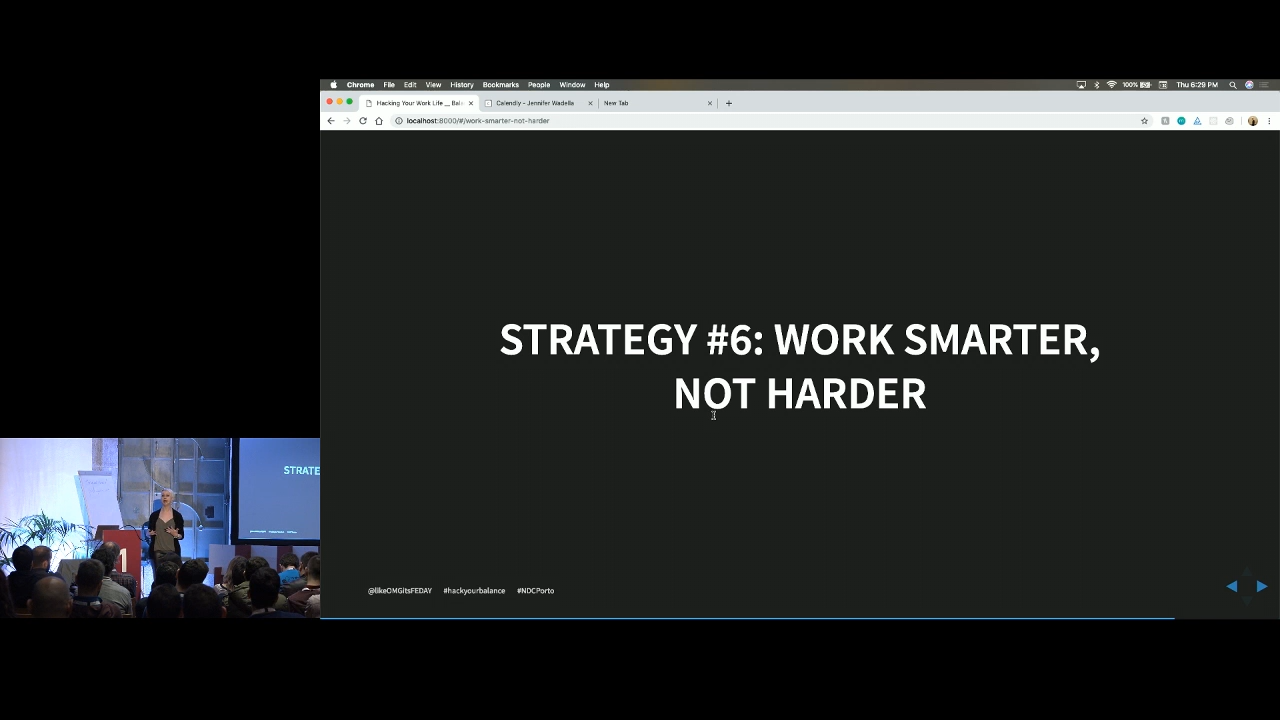 Chrome File Edit View History Bookmarks People Window Help
100% Thu 6:29 PM
Hacking Your Work Life __ Bal
Calendly - Jennifer Wadella
New Tab
localhost:8000/#/work-smarter-not-harder
STRATEGY #6: WORK SMARTER,
NOT HARDER
STRATE
@likeOMGitsFEDAY #hackyourbalance #NDCPorto